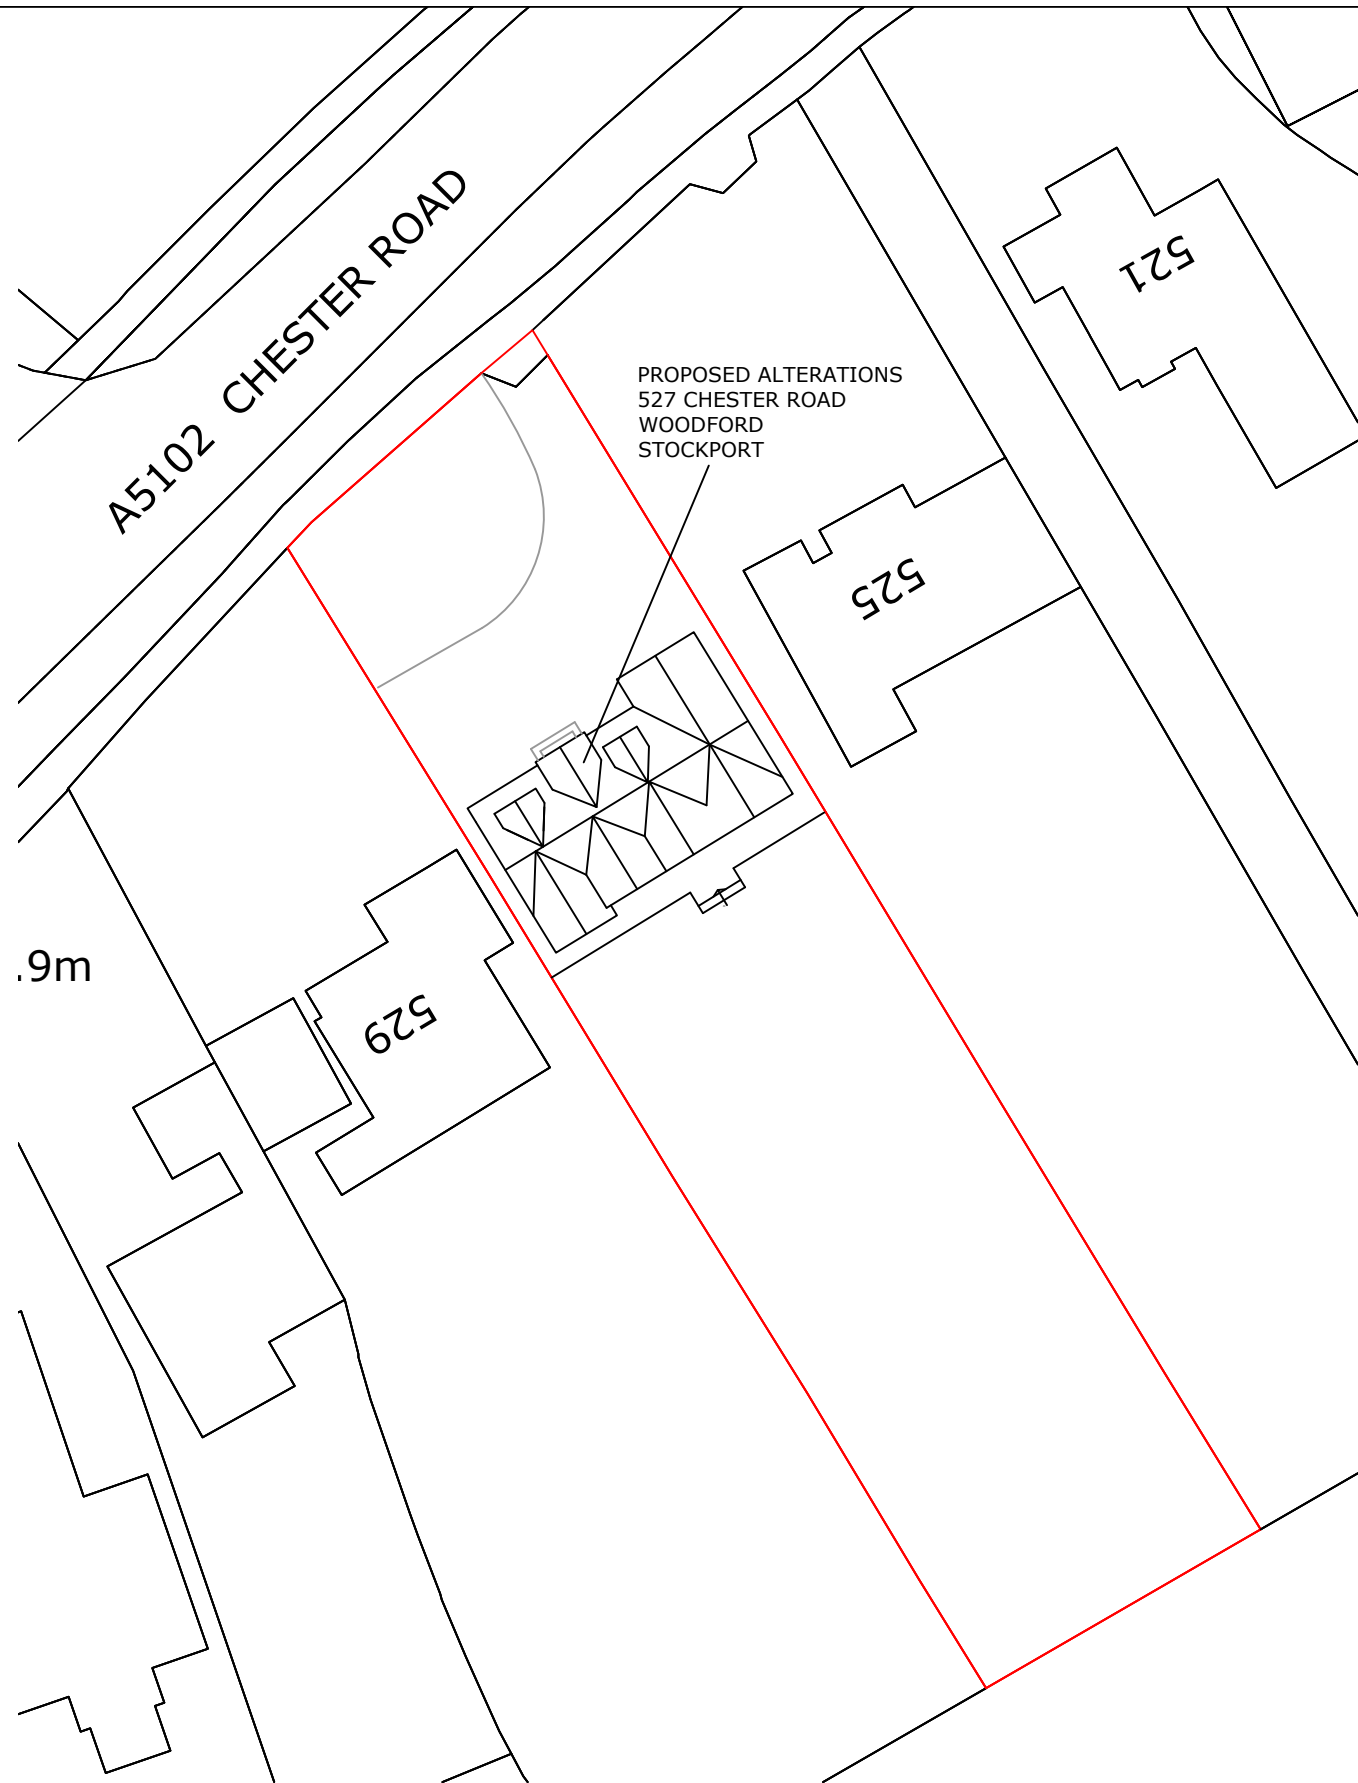 A5102 CHESTER ROAD
521
PROPOSED ALTERATIONS
527 CHESTER ROAD
WOODFORD
STOCKPORT
525
.9m
529